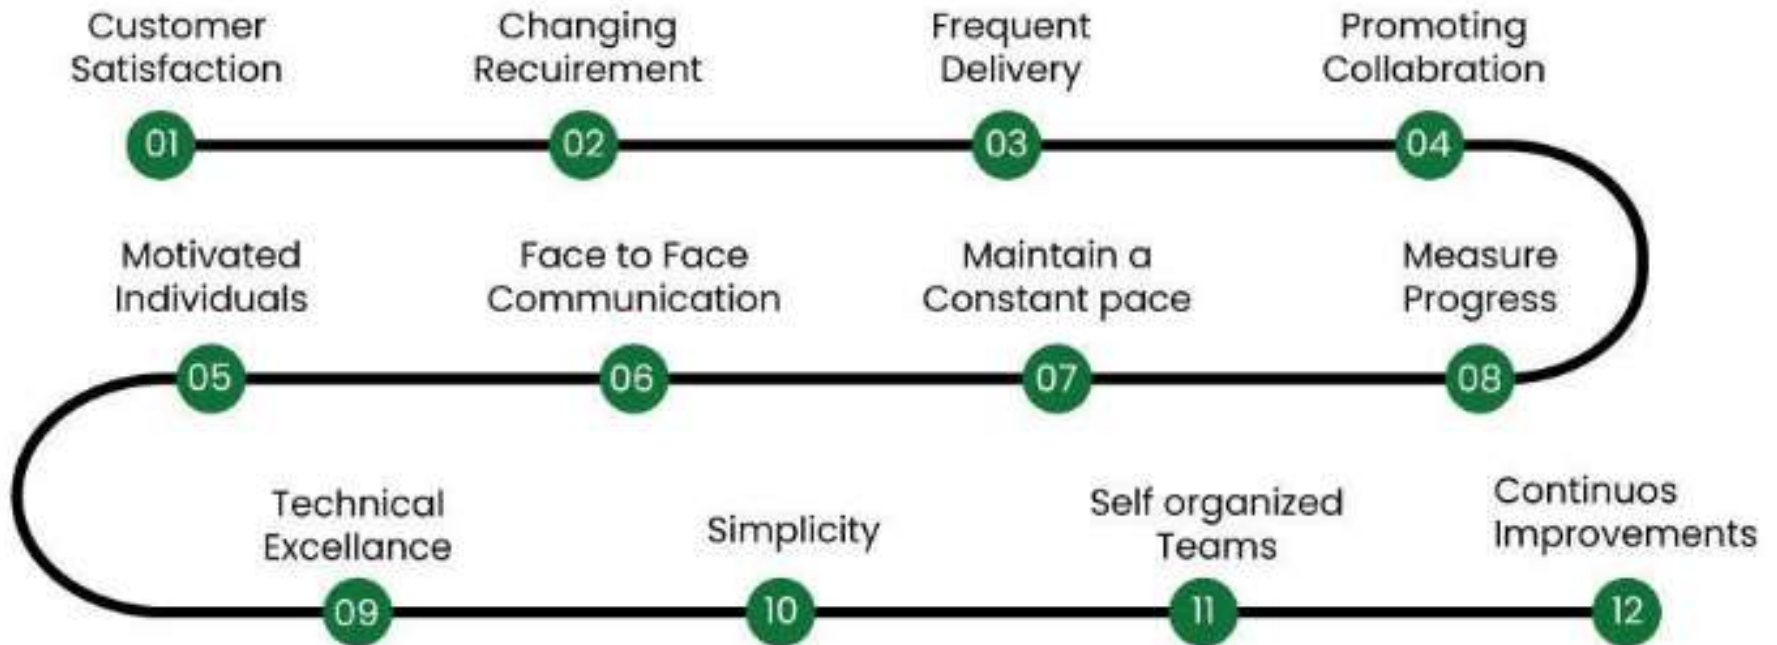 Customer
Satisfaction
01
Changing
Recuirement
02
Frequent
Delivery
03
Promoting
Collabration
04
Motivated
Individuals
05
Face to Face
Communication
06
Maintain a
Constant pace
07
Measure
Progress
08
Technical
Excellance
09
Simplicity
10
Self organized
Teams
11
Continuos
Improvements
12